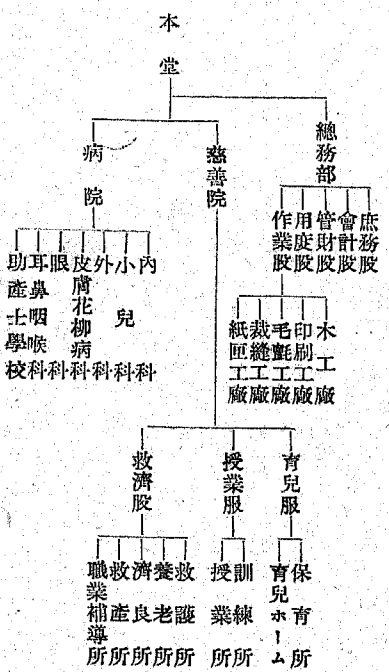 本堂
總務部
庶務股
會計股
管財股
用度股
作業股
木工廠
印刷工廠
毛氈工廠
裁縫工廠
紙匣工廠
慈善院
育兒服
保育所
育兒ホーム
授業服
訓練所
授業所
救濟股
救護所
養老所
濟良所
救產所
職業補導所
病院
內科
小兒科
外科
皮膚花柳病科
眼科
耳鼻咽喉科
助產士學校